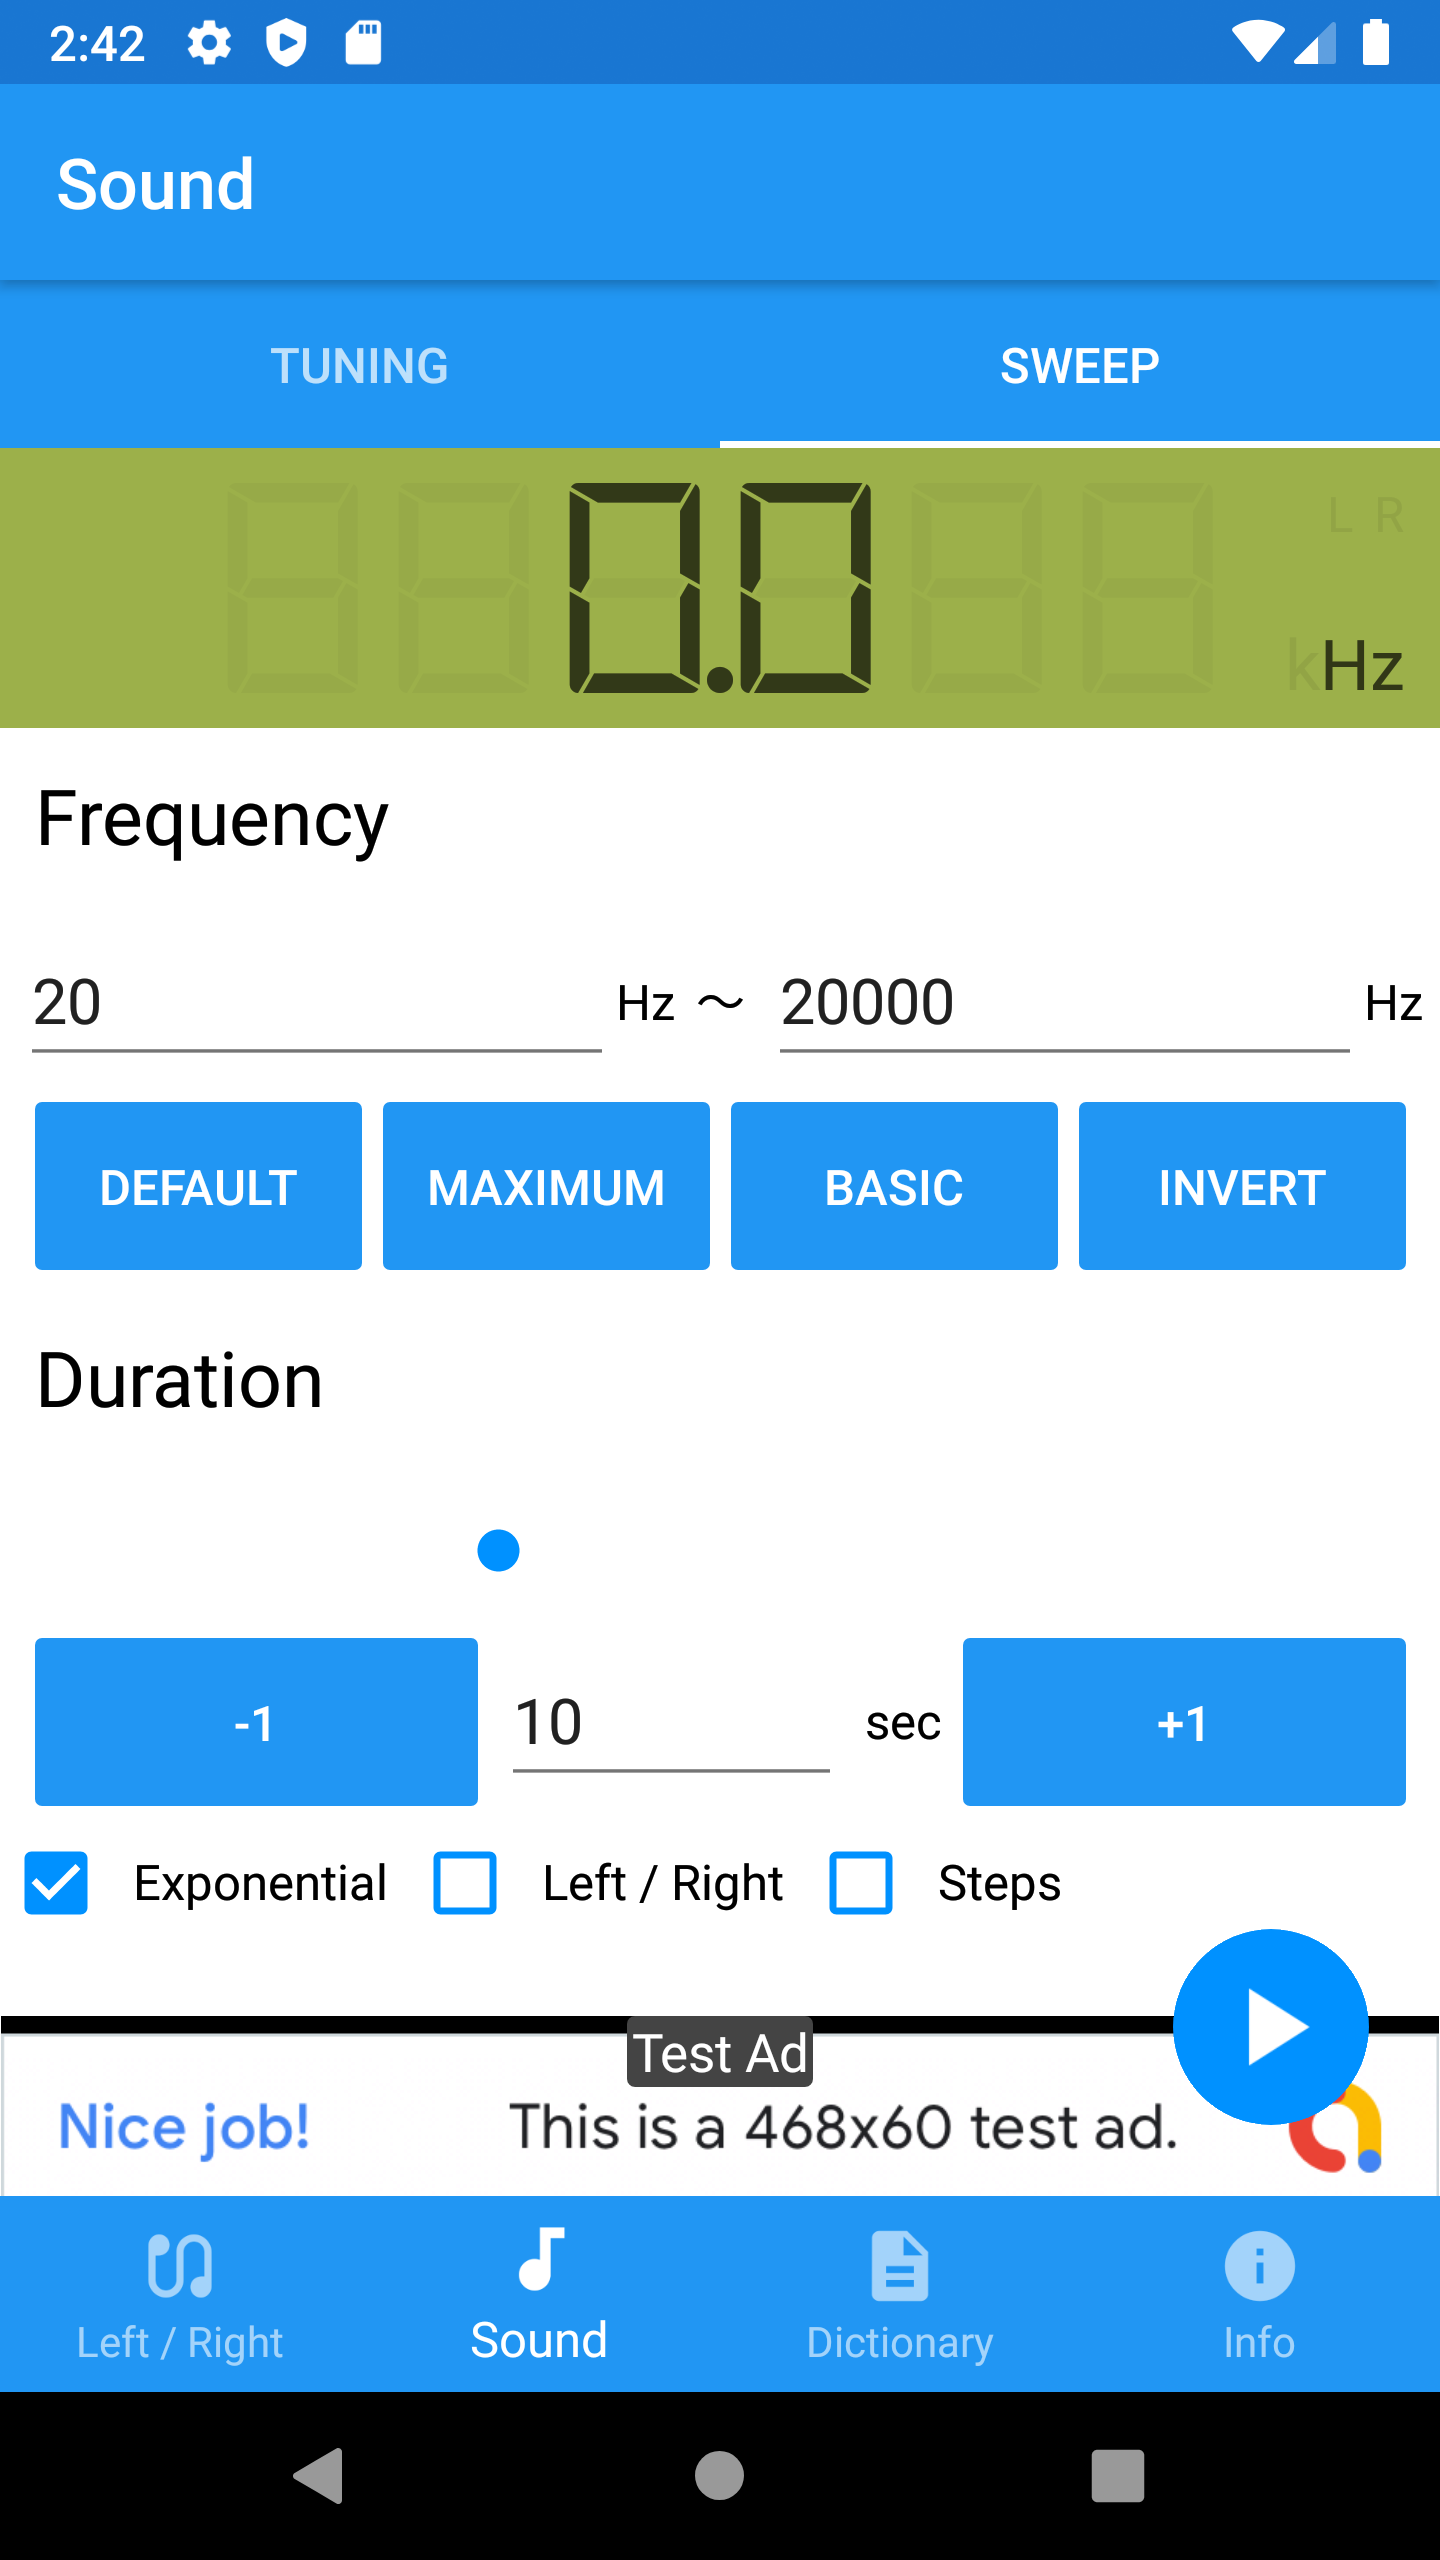 2:42
Sound
TUNING SWEEP
0.0 L R
kHz
Frequency
20 Hz ～ 20000 Hz
DEFAULT MAXIMUM BASIC INVERT
Duration
-1 10 sec +1
Exponential Left / Right Steps
Test Ad
Nice job! This is a 468x60 test ad.
Left / Right Sound Dictionary Info